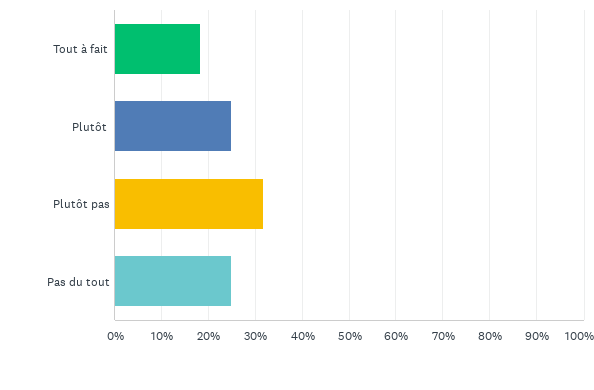 Tout à fait
Plutôt
Plutôt pas
Pas du tout
0% 10% 20% 30% 40% 50% 60% 70% 80% 90% 100%